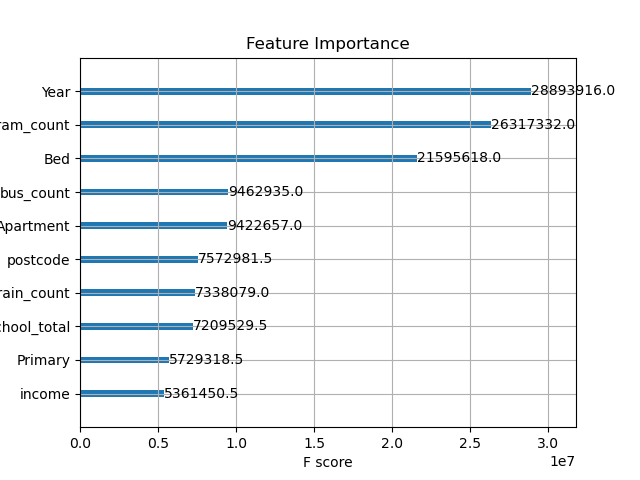 Feature Importance
Year 28893916.0
ram_count 26317332.0
Bed 21595618.0
bus_count 9462935.0
Apartment 9422657.0
postcode 7572981.5
rain_count 7338079.0
chool_total 7209529.5
Primary 5729318.5
income 5361450.5
0.0 0.5 1.0 1.5 2.0 2.5 3.0
F score 1e7